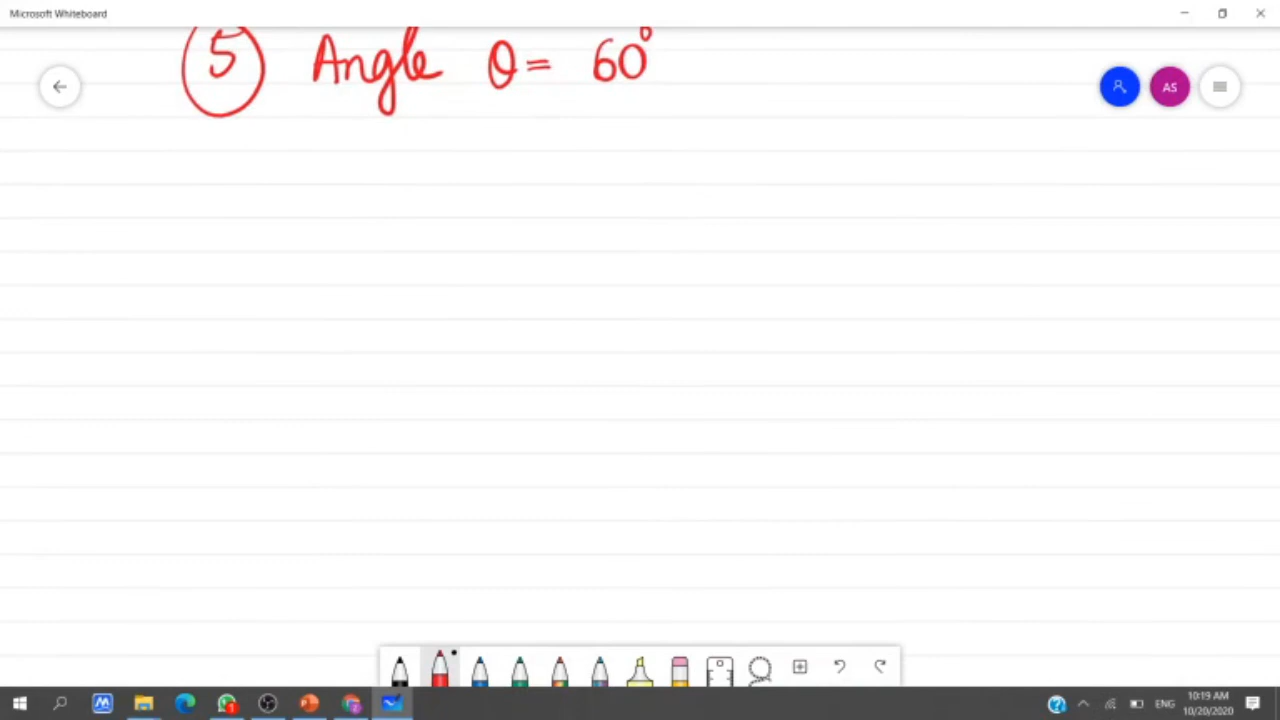 Microsoft Whiteboard
5 Angle θ = 60°
AS
ENG
10:19 AM
10/20/2020